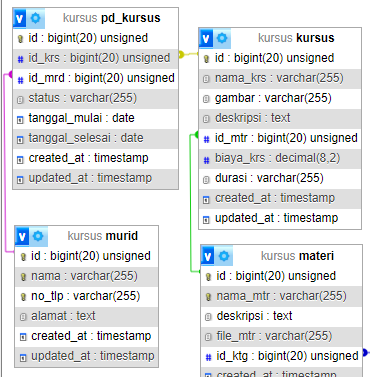 kursus pd_kursus
id : bigint(20) unsigned
id_krs : bigint(20) unsigned
id_mrd : bigint(20) unsigned
status : varchar(255)
tanggal_mulai : date
tanggal_selesai : date
created_at : timestamp
updated_at : timestamp
kursus kursus
id : bigint(20) unsigned
nama_krs : varchar(255)
gambar : varchar(255)
deskripsi : text
id_mtr : bigint(20) unsigned
biaya_krs : decimal(8,2)
durasi : varchar(255)
created_at : timestamp
updated_at : timestamp
kursus murid
id : bigint(20) unsigned
nama : varchar(255)
no_tlp : varchar(255)
alamat : text
created_at : timestamp
updated_at : timestamp
kursus materi
id : bigint(20) unsigned
nama_mtr : varchar(255)
deskripsi : text
file_mtr : varchar(255)
id_ktg : bigint(20) unsigned
created_at : timestamp